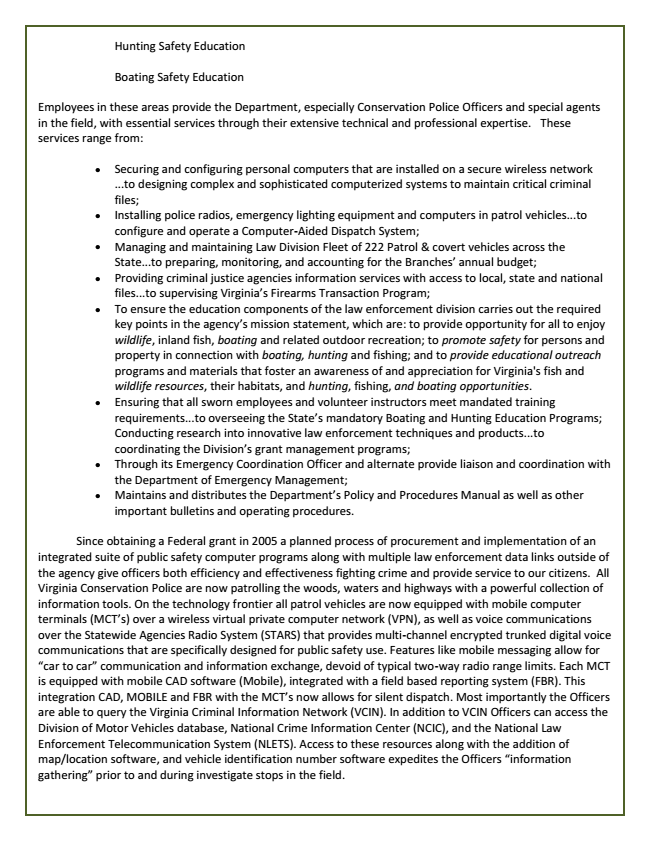 Hunting Safety Education
Boating Safety Education
Employees in these areas provide the Department, especially Conservation Police Officers and special agents
in the field, with essential services through their extensive technical and professional expertise.   These
services range from:
• Securing and configuring personal computers that are installed on a secure wireless network
...to designing complex and sophisticated computerized systems to maintain critical criminal
files;
• Installing police radios, emergency lighting equipment and computers in patrol vehicles...to
configure and operate a Computer-Aided Dispatch System;
• Managing and maintaining Law Division Fleet of 222 Patrol & covert vehicles across the
State...to preparing, monitoring, and accounting for the Branches' annual budget;
• Providing criminal justice agencies information services with access to local, state and national
files...to supervising Virginia's Firearms Transaction Program;
• To ensure the education components of the law enforcement division carries out the required
key points in the agency's mission statement, which are: to provide opportunity for all to enjoy
wildlife, inland fish, boating and related outdoor recreation; to promote safety for persons and
property in connection with boating, hunting and fishing; and to provide educational outreach
programs and materials that foster an awareness of and appreciation for Virginia's fish and
wildlife resources, their habitats, and hunting, fishing, and boating opportunities.
• Ensuring that all sworn employees and volunteer instructors meet mandated training
requirements...to overseeing the State's mandatory Boating and Hunting Education Programs;
Conducting research into innovative law enforcement techniques and products...to
coordinating the Division's grant management programs;
• Through its Emergency Coordination Officer and alternate provide liaison and coordination with
the Department of Emergency Management;
• Maintains and distributes the Department's Policy and Procedures Manual as well as other
important bulletins and operating procedures.
Since obtaining a Federal grant in 2005 a planned process of procurement and implementation of an
integrated suite of public safety computer programs along with multiple law enforcement data links outside of
the agency give officers both efficiency and effectiveness fighting crime and provide service to our citizens.  All
Virginia Conservation Police are now patrolling the woods, waters and highways with a powerful collection of
information tools. On the technology frontier all patrol vehicles are now equipped with mobile computer
terminals (MCT's) over a wireless virtual private computer network (VPN), as well as voice communications
over the Statewide Agencies Radio System (STARS) that provides multi-channel encrypted trunked digital voice
communications that are specifically designed for public safety use. Features like mobile messaging allow for
"car to car" communication and information exchange, devoid of typical two-way radio range limits. Each MCT
is equipped with mobile CAD software (Mobile), integrated with a field based reporting system (FBR). This
integration CAD, MOBILE and FBR with the MCT's now allows for silent dispatch. Most importantly the Officers
are able to query the Virginia Criminal Information Network (VCIN). In addition to VCIN Officers can access the
Division of Motor Vehicles database, National Crime Information Center (NCIC), and the National Law
Enforcement Telecommunication System (NLETS). Access to these resources along with the addition of
map/location software, and vehicle identification number software expedites the Officers "information
gathering" prior to and during investigate stops in the field.